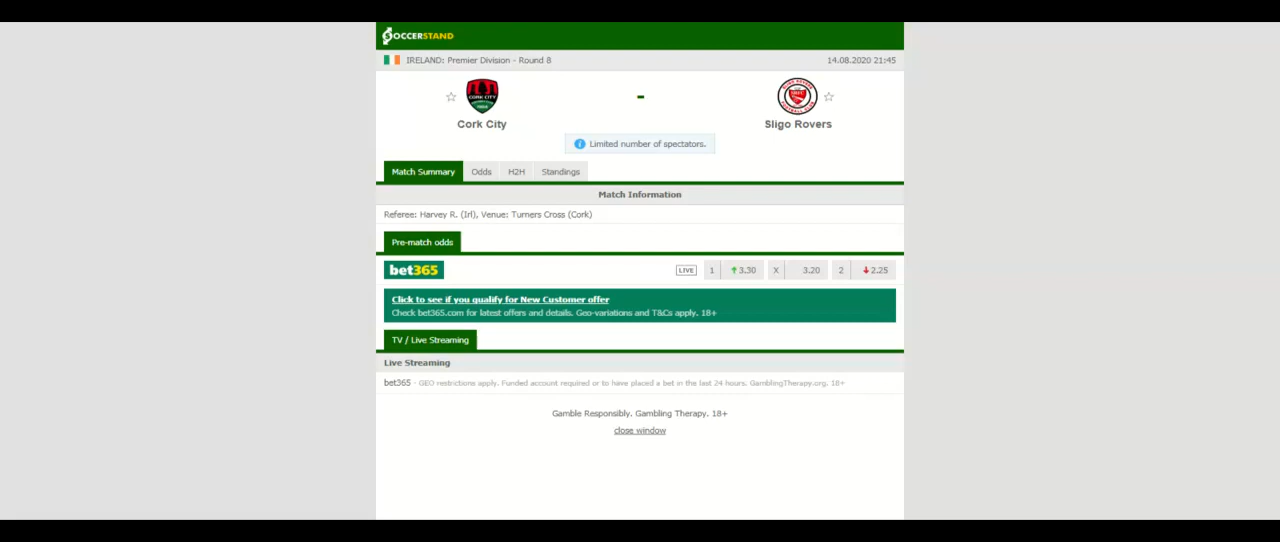 SOCCERSTAND
IRELAND: Premier Division - Round 8 14.08.2020 21:45
CORK CITY
-
Cork City Sligo Rovers
Limited number of spectators.
Match Summary Odds H2H Standings
Match Information
Referee: Harvey R. (Irl), Venue: Turners Cross (Cork)
Pre-match odds
bet365 LIVE 1 3.30 X 3.20 2 2.25
Click to see if you qualify for New Customer offer
Check bet365.com for latest offers and details. Geo-variations and T&Cs apply. 18+
TV / Live Streaming
Live Streaming
bet365 - GEO restrictions apply. Funded account required or to have placed a bet in the last 24 hours. GamblingTherapy.org. 18+
Gamble Responsibly. Gambling Therapy. 18+
close window